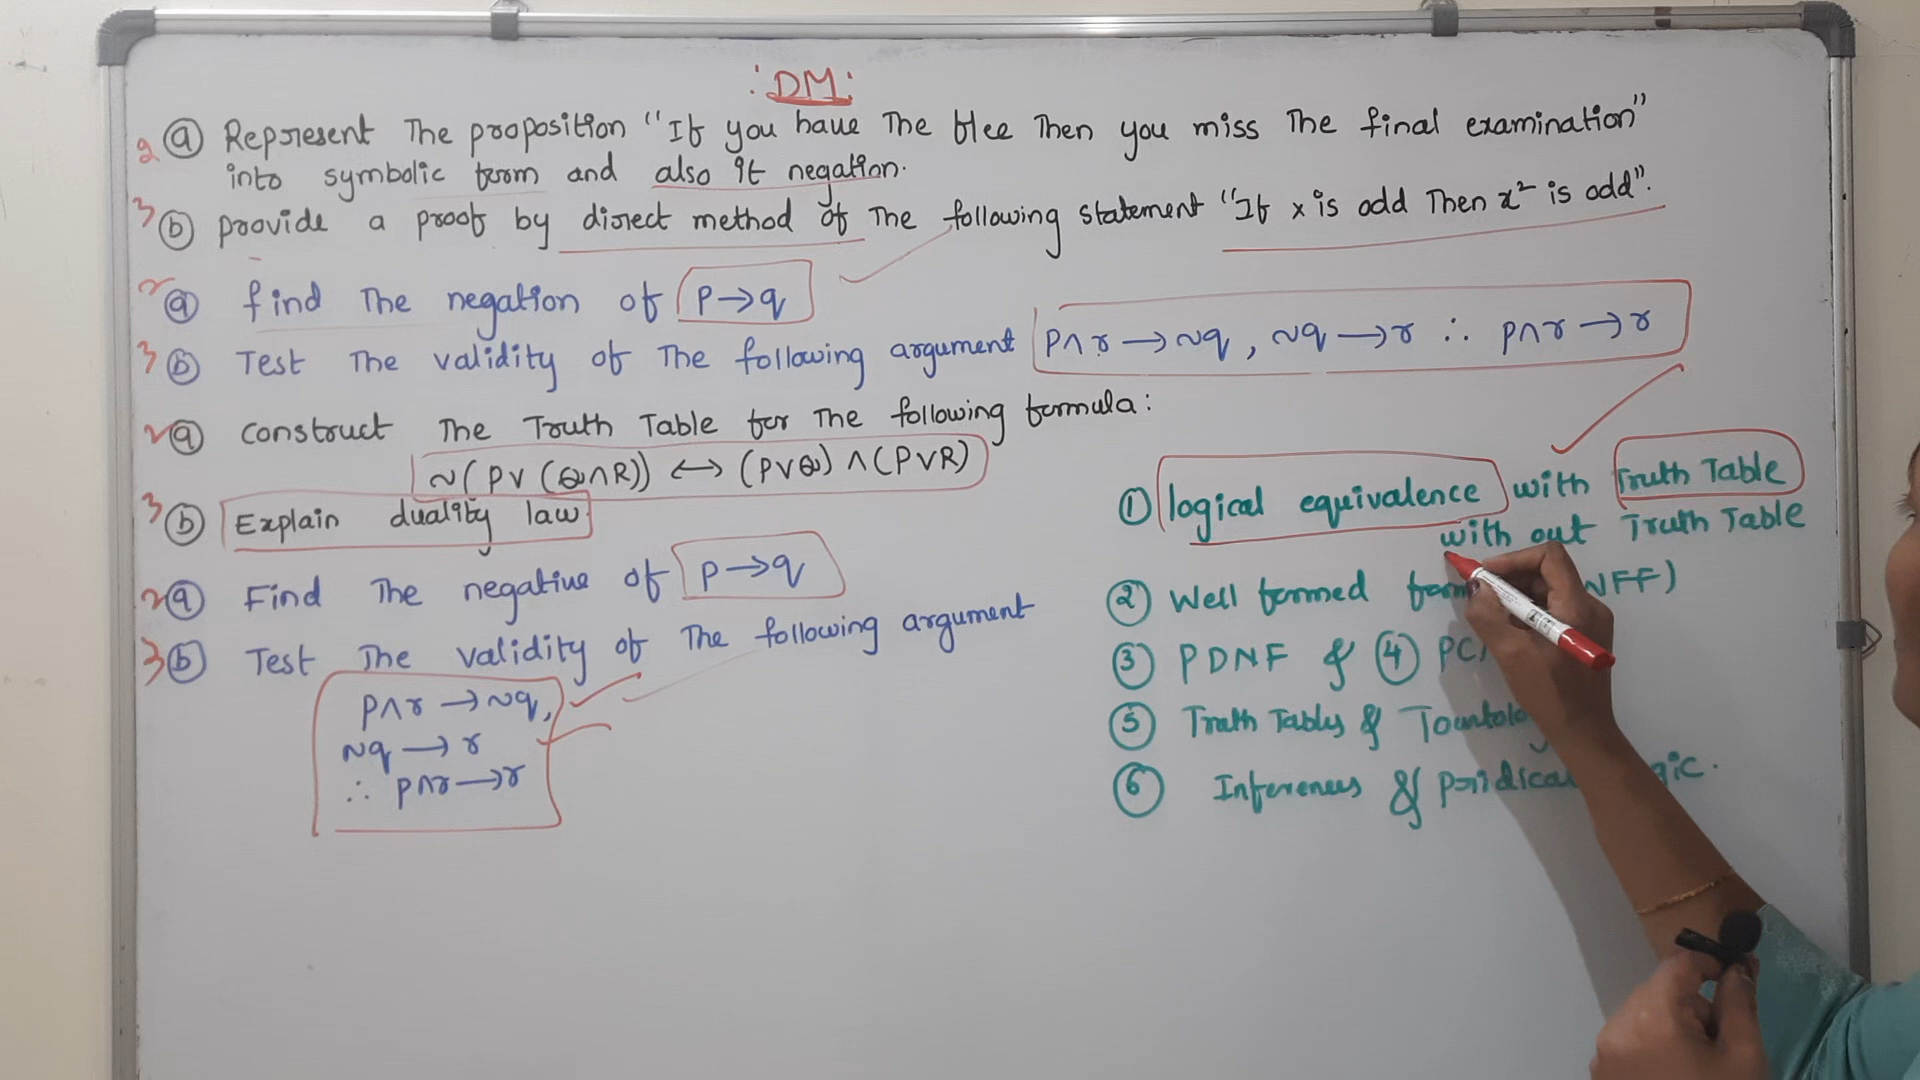 : DM :
2 a Represent The proposition "If you have The flee Then you miss The final examination"
into symbolic form and also it negation.
3 b provide a proof by direct method of The following statement "If x is odd Then x² is odd".
2 a find The negation of p→q
3 b Test The validity of The following argument p∧r → ~q , ~q → r ∴ p∧r → r
2 a construct The Truth Table for The following formula:
~(P∨(Q∧R)) ↔ (P∨Q) ∧ (P∨R)
3 b Explain duality law
2 a Find The negative of p→q
3 b Test The validity of The following argument
p∧r → ~q,
~q → r
∴ p∧r → r
① logical equivalence with Truth Table
with out Truth Table
② Well formed
③ PDNF & ④
⑤ Truth Tables &
⑥ Inferences &